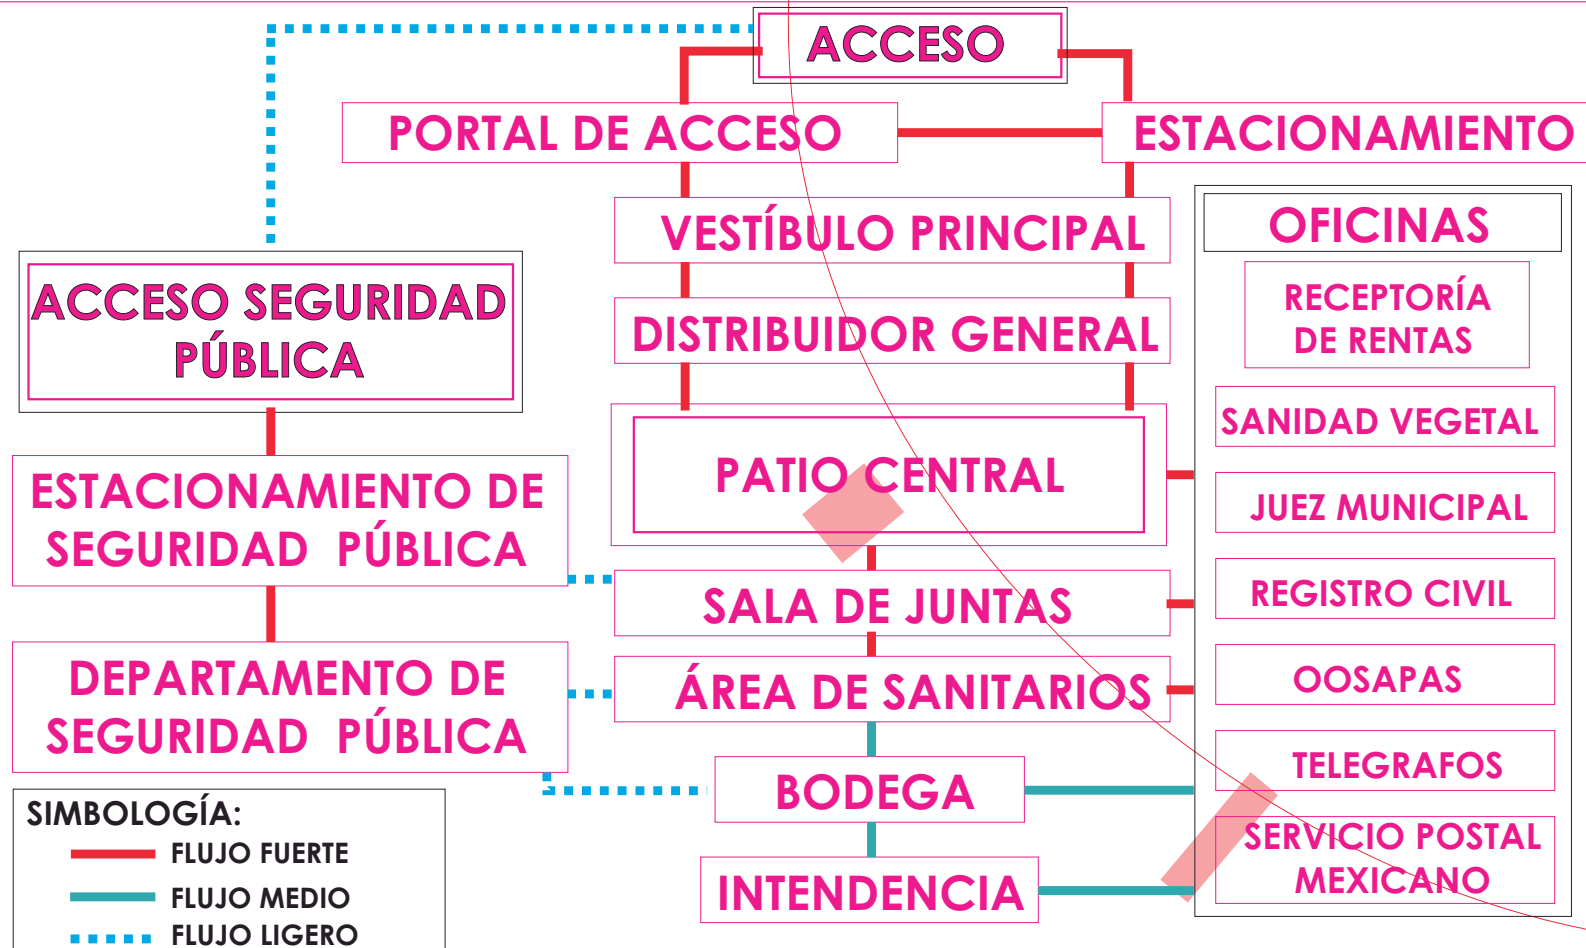 ACCESO
PORTAL DE ACCESO
ESTACIONAMIENTO
VESTÍBULO PRINCIPAL
DISTRIBUIDOR GENERAL
PATIO CENTRAL
SALA DE JUNTAS
ÁREA DE SANITARIOS
BODEGA
INTENDENCIA
ACCESO SEGURIDAD
PÚBLICA
ESTACIONAMIENTO DE
SEGURIDAD PÚBLICA
DEPARTAMENTO DE
SEGURIDAD PÚBLICA
OFICINAS
RECEPTORÍA
DE RENTAS
SANIDAD VEGETAL
JUEZ MUNICIPAL
REGISTRO CIVIL
OOSAPAS
TELEGRAFOS
SERVICIO POSTAL
MEXICANO
SIMBOLOGÍA:
FLUJO FUERTE
FLUJO MEDIO
FLUJO LIGERO